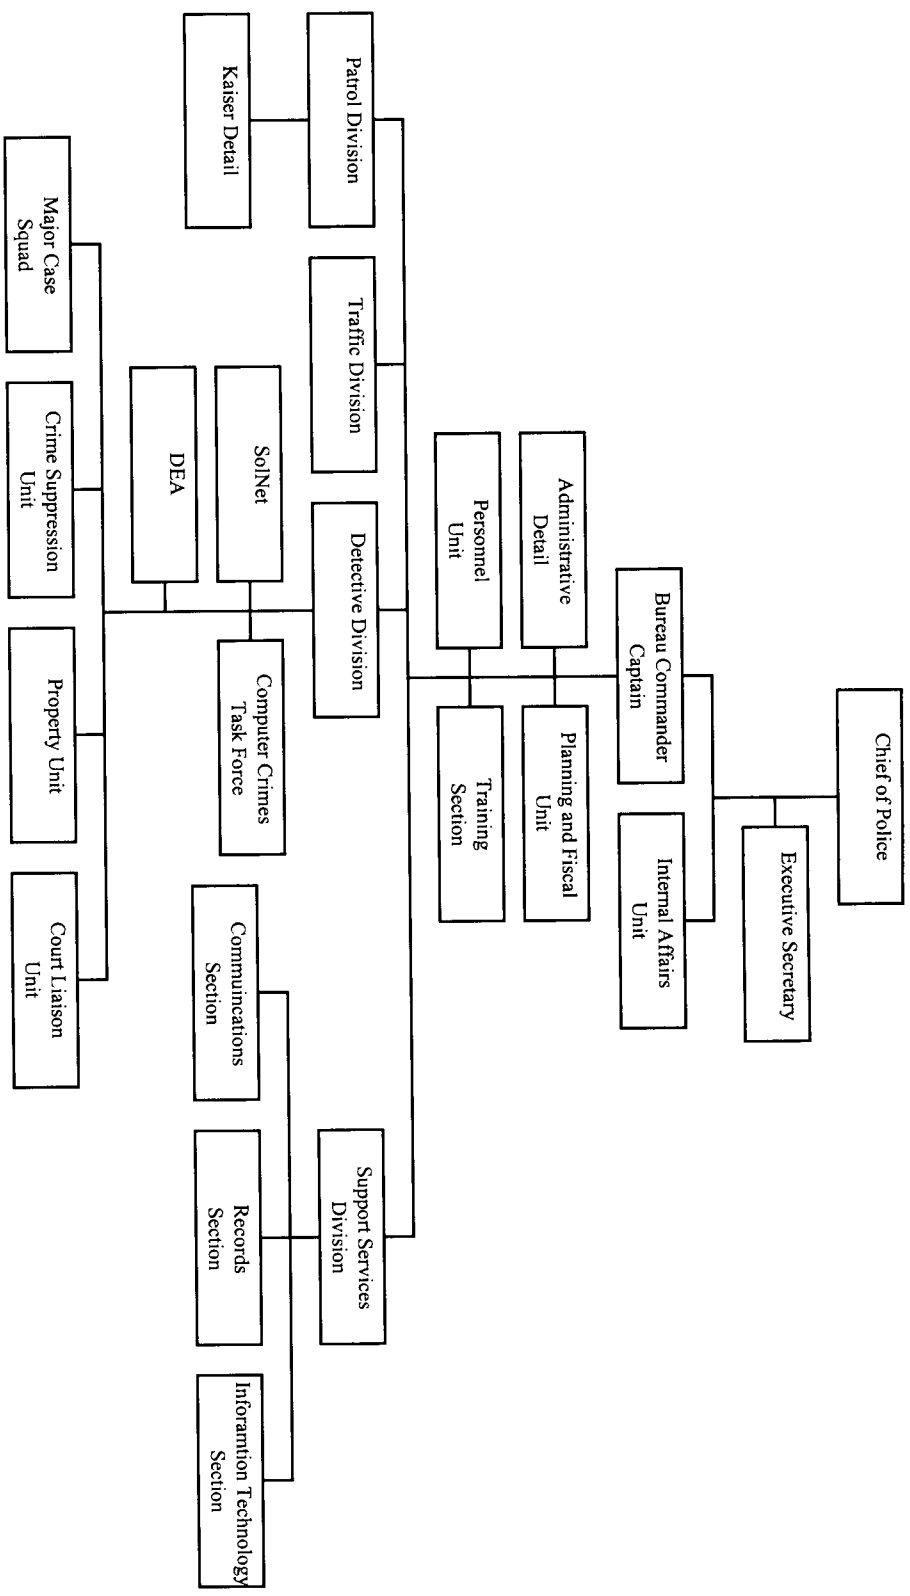 Chief of Police
Executive Secretary
Bureau Commander
Captain
Internal Affairs
Unit
Administrative
Detail
Planning and Fiscal
Unit
Personnel
Unit
Training
Section
Patrol Division
Traffic Division
Detective Division
Support Services
Division
Kaiser Detail
SolNet
Computer Crimes
Task Force
DEA
Commuincations
Section
Records
Section
Inforamtion Technology
Section
Major Case
Squad
Crime Suppression
Unit
Property Unit
Court Liaison
Unit